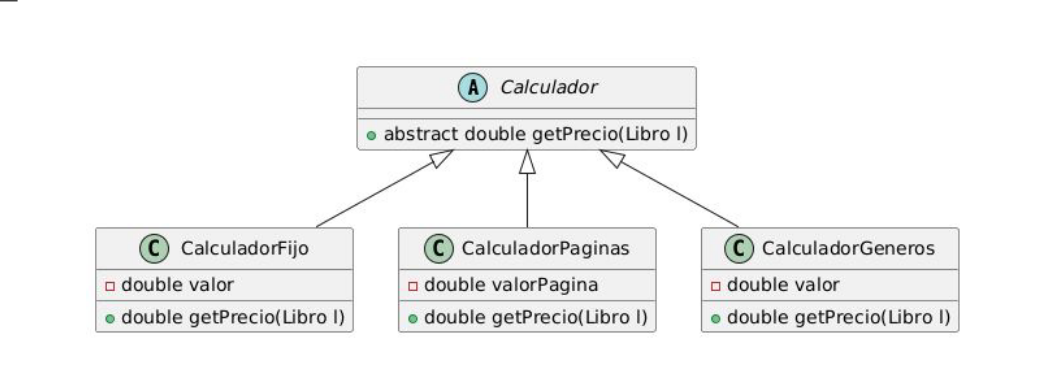 A Calculador
abstract double getPrecio(Libro l)
C CalculadorFijo
double valor
double getPrecio(Libro l)
C CalculadorPaginas
double valorPagina
double getPrecio(Libro l)
C CalculadorGeneros
double valor
double getPrecio(Libro l)